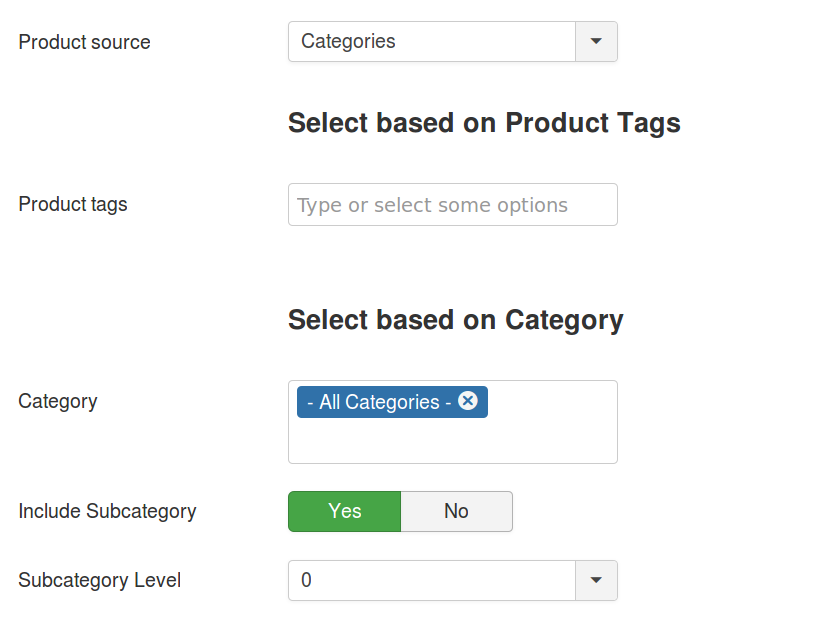 Product source Categories
Select based on Product Tags
Product tags Type or select some options
Select based on Category
Category - All Categories -
Include Subcategory Yes No
Subcategory Level 0